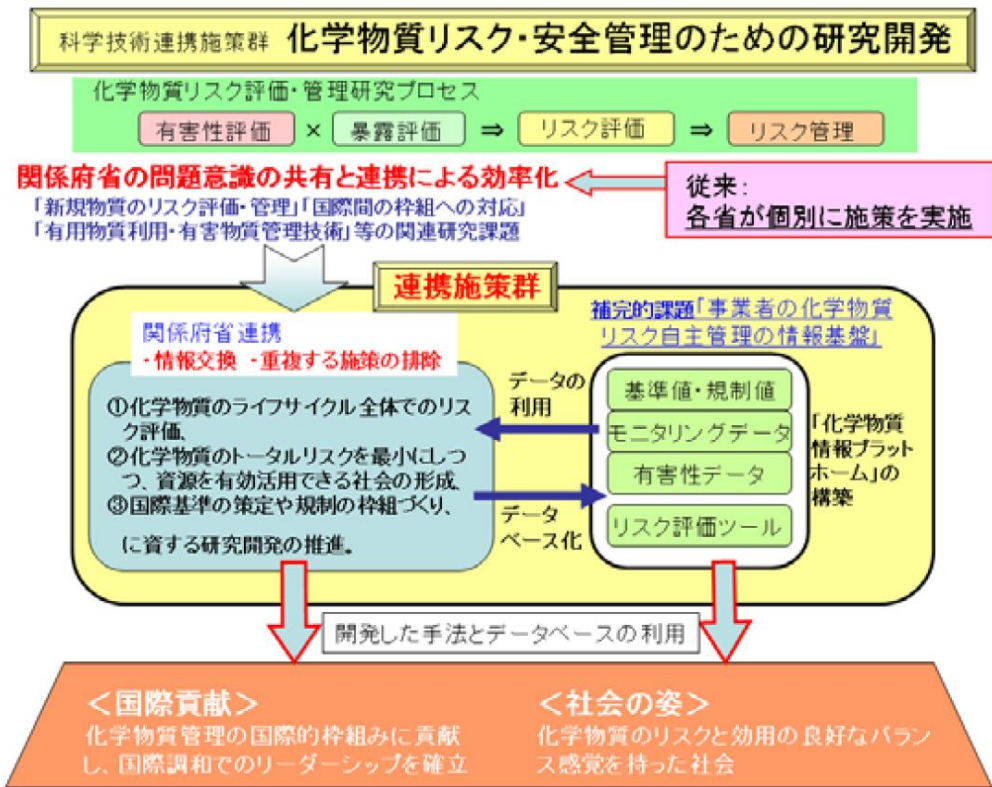 科学技術連携施策群 化学物質リスク・安全管理のための研究開発
化学物質リスク評価・管理研究プロセス
有害性評価 × 暴露評価 ⇒ リスク評価 ⇒ リスク管理
関係府省の問題意識の共有と連携による効率化
従来:
各省が個別に施策を実施
「新規物質のリスク評価・管理」「国際間の枠組への対応」
「有用物質利用・有害物質管理技術」等の関連研究課題
連携施策群
関係府省連携
・情報交換 ・重複する施策の排除
①化学物質のライフサイクル全体でのリス
ク評価、
②化学物質のトータルリスクを最小にしつ
つ、資源を有効活用できる社会の形成、
③国際基準の策定や規制の枠組づくり、
に資する研究開発の推進。
データの
利用
データ
ベース化
補完的課題「事業者の化学物質
リスク自主管理の情報基盤」
基準値・規制値
モニタリングデータ
有害性データ
リスク評価ツール
「化学物質
情報プラット
ホーム」の
構築
開発した手法とデータベースの利用
＜国際貢献＞
化学物質管理の国際的枠組みに貢献
し、国際調和でのリーダーシップを確立
＜社会の姿＞
化学物質のリスクと効用の良好なバラン
ス感覚を持った社会